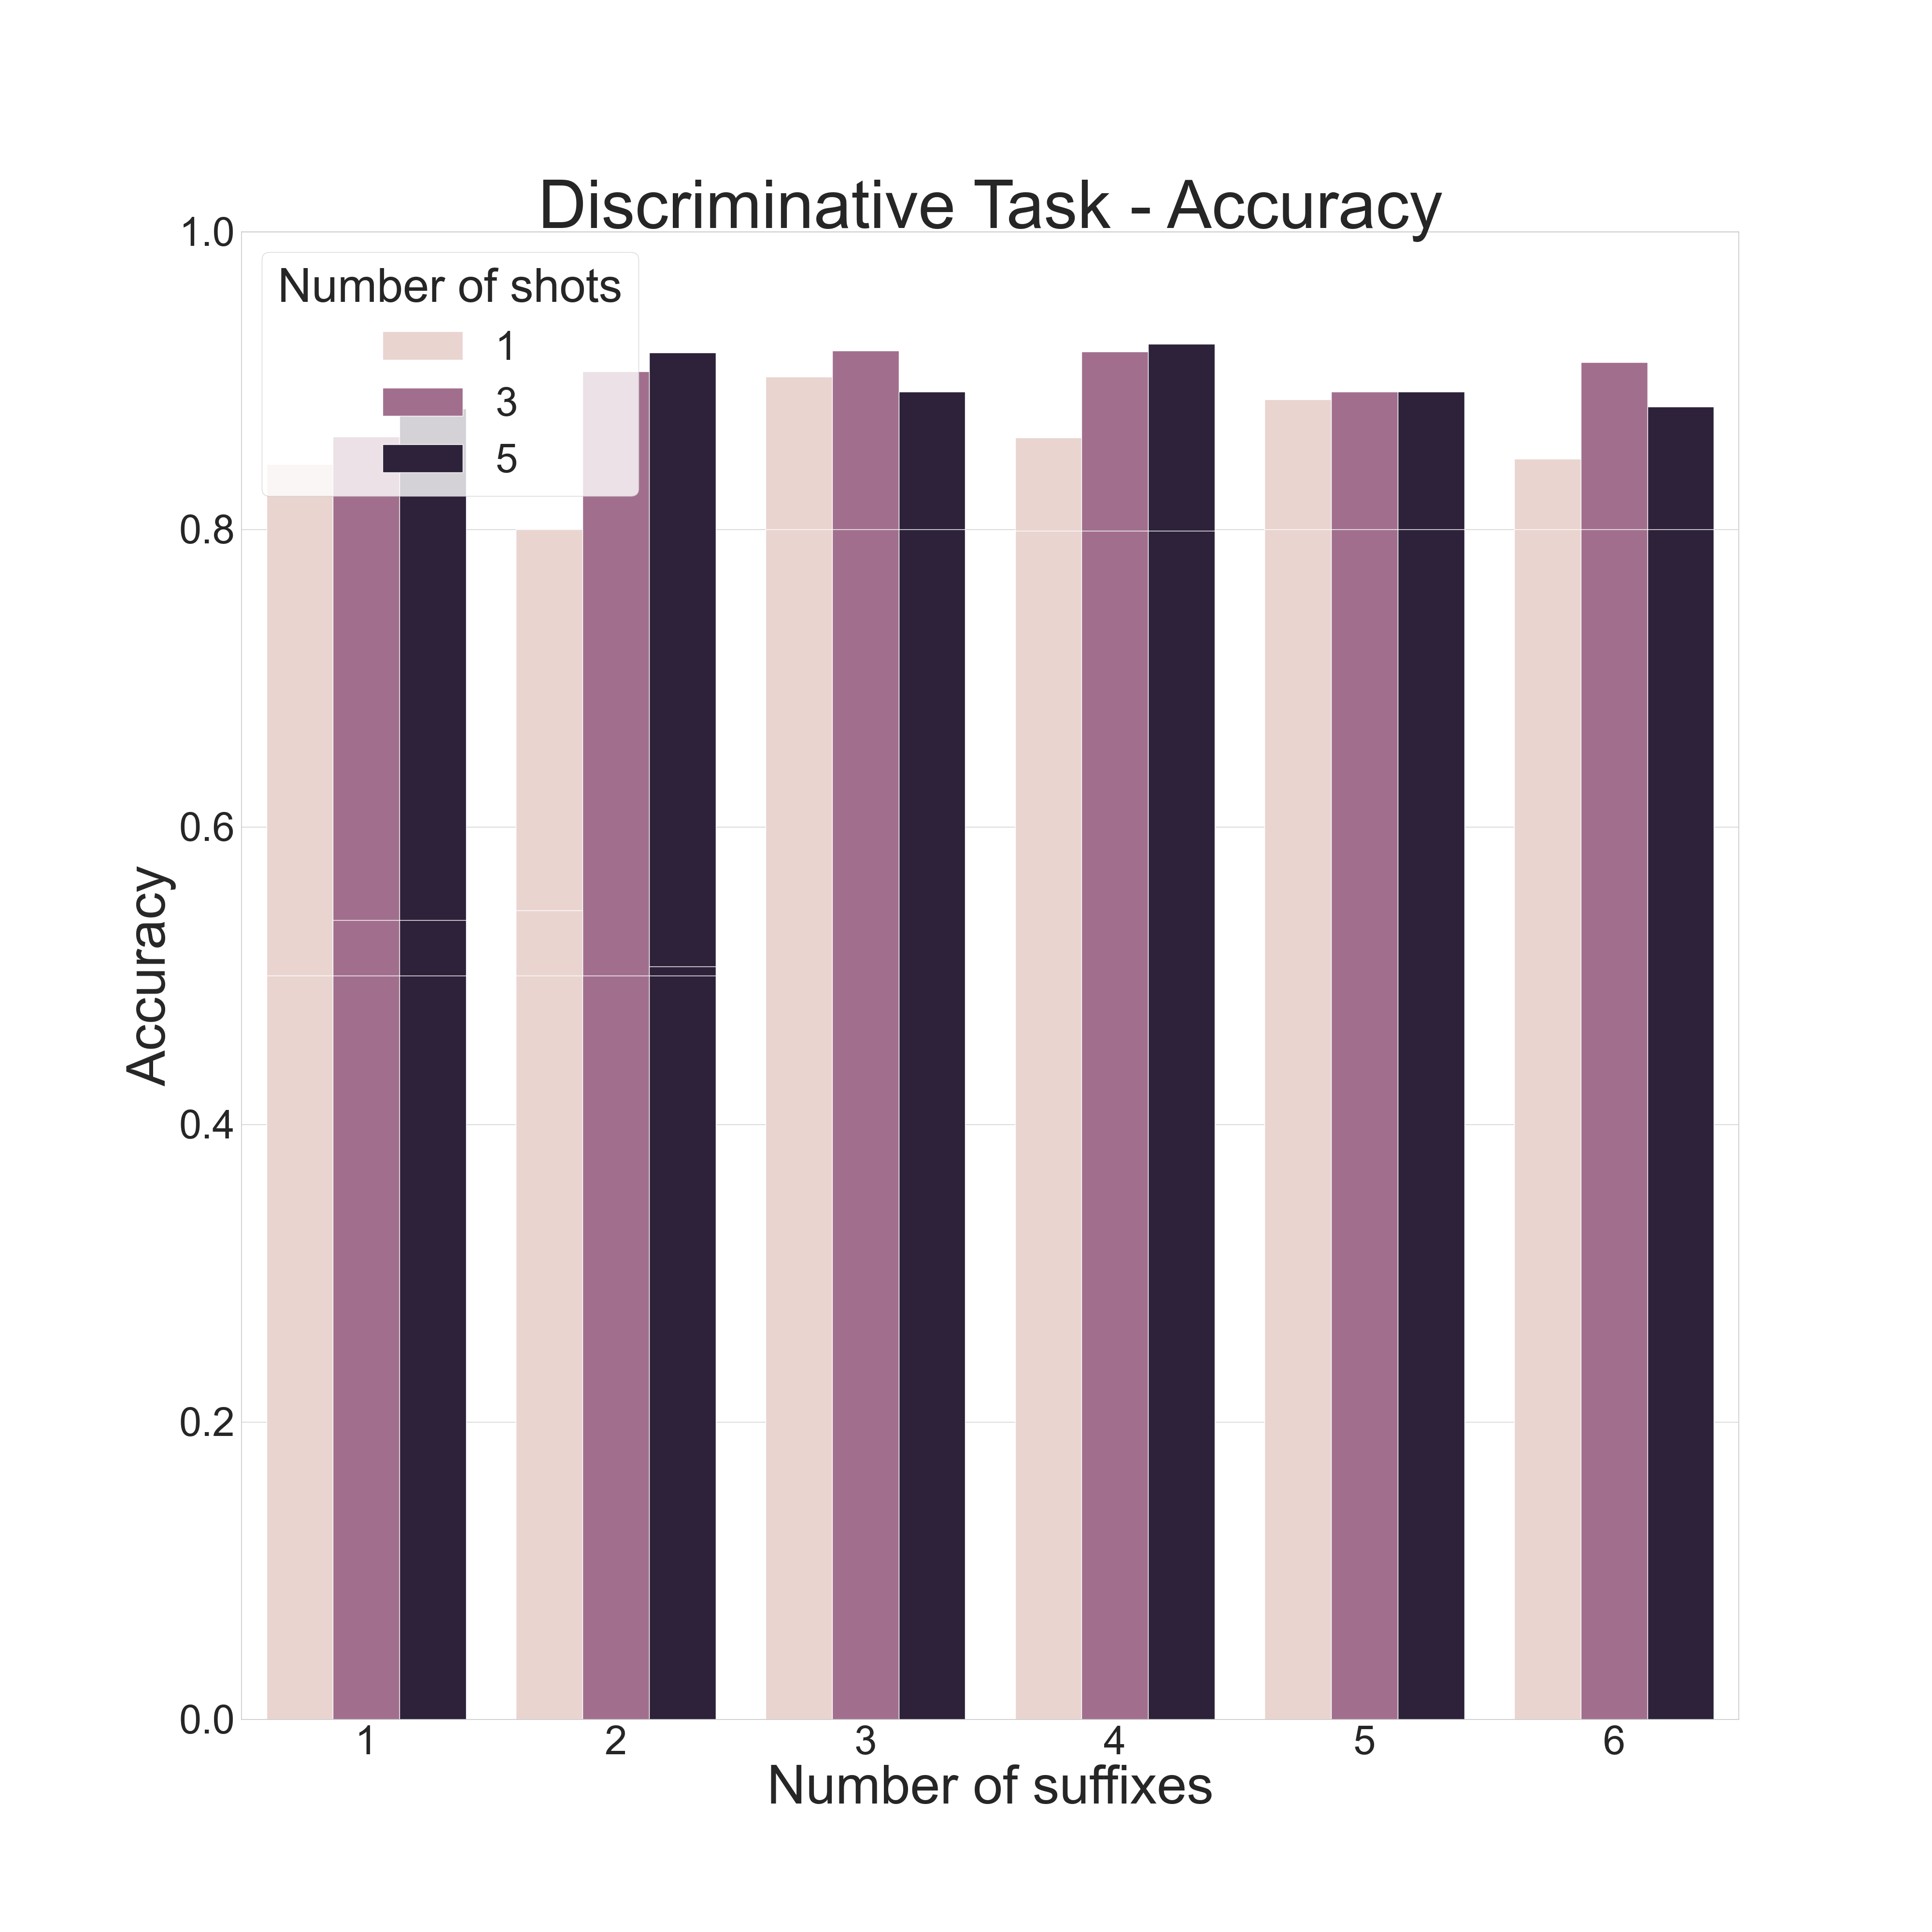 Discriminative Task - Accuracy
1.0
Number of shots
1
3
5
0.8
0.6
0.4
0.2
0.0
Accuracy
1 2 3 4 5 6
Number of suffixes